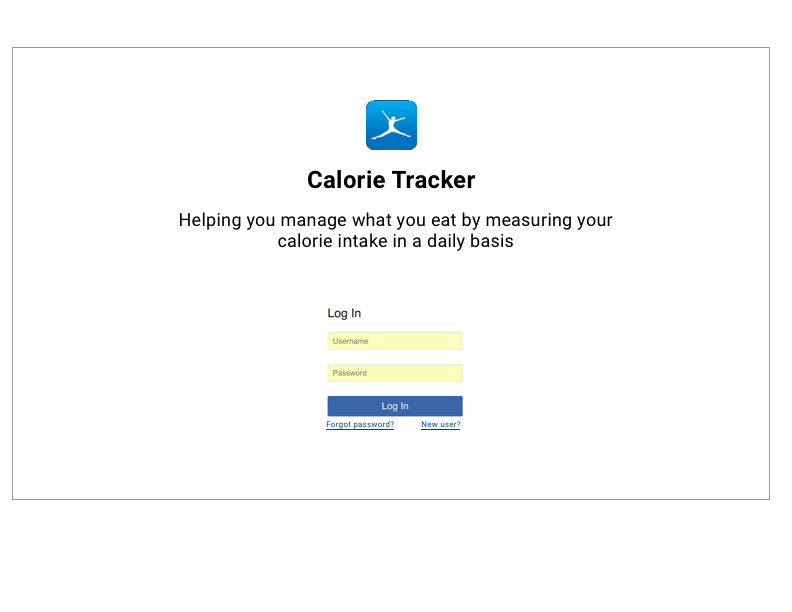 Calorie Tracker
Helping you manage what you eat by measuring your
calorie intake in a daily basis
Log In
Username
Password
Log In
Forgot password? New user?